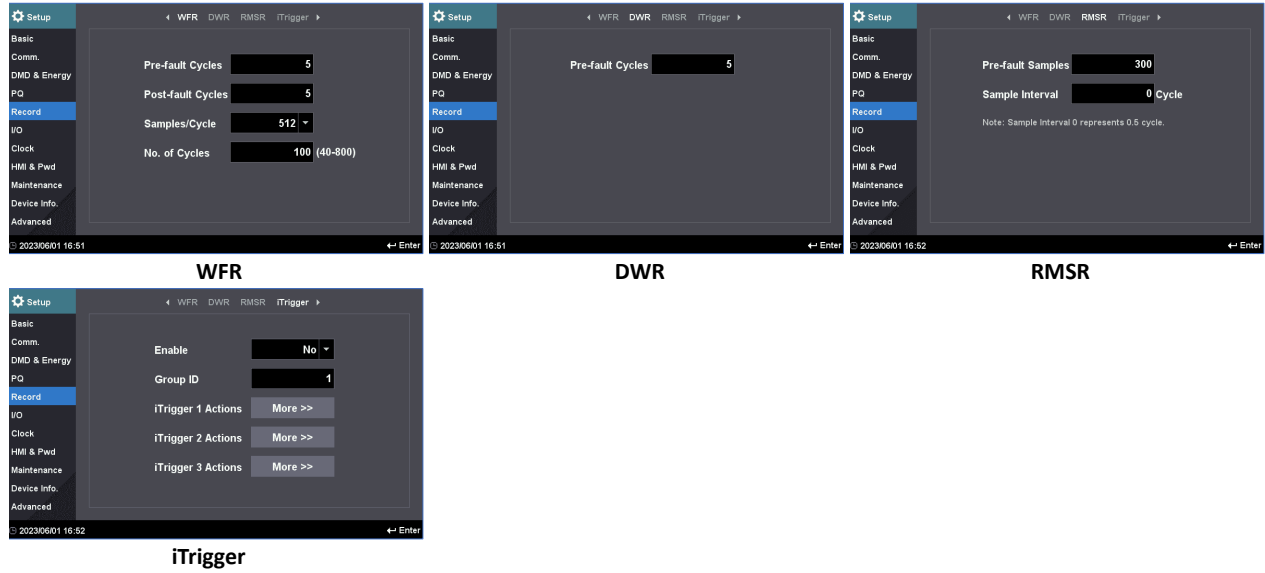 Setup
WFR DWR RMSR iTrigger
Basic
Comm.
DMD & Energy
PQ
Record
I/O
Clock
HMI & Pwd
Maintenance
Device Info.
Advanced
Pre-fault Cycles 5
Post-fault Cycles 5
Samples/Cycle 512
No. of Cycles 100 (40-800)
2023/06/01 16:51 Enter
WFR
Setup
WFR DWR RMSR iTrigger
Basic
Comm.
DMD & Energy
PQ
Record
I/O
Clock
HMI & Pwd
Maintenance
Device Info.
Advanced
Pre-fault Cycles 5
2023/06/01 16:51 Enter
DWR
Setup
WFR DWR RMSR iTrigger
Basic
Comm.
DMD & Energy
PQ
Record
I/O
Clock
HMI & Pwd
Maintenance
Device Info.
Advanced
Pre-fault Samples 300
Sample Interval 0 Cycle
Note: Sample Interval 0 represents 0.5 cycle.
2023/06/01 16:52 Enter
RMSR
Setup
WFR DWR RMSR iTrigger
Basic
Comm.
DMD & Energy
PQ
Record
I/O
Clock
HMI & Pwd
Maintenance
Device Info.
Advanced
Enable No
Group ID 1
iTrigger 1 Actions More >>
iTrigger 2 Actions More >>
iTrigger 3 Actions More >>
2023/06/01 16:52 Enter
iTrigger